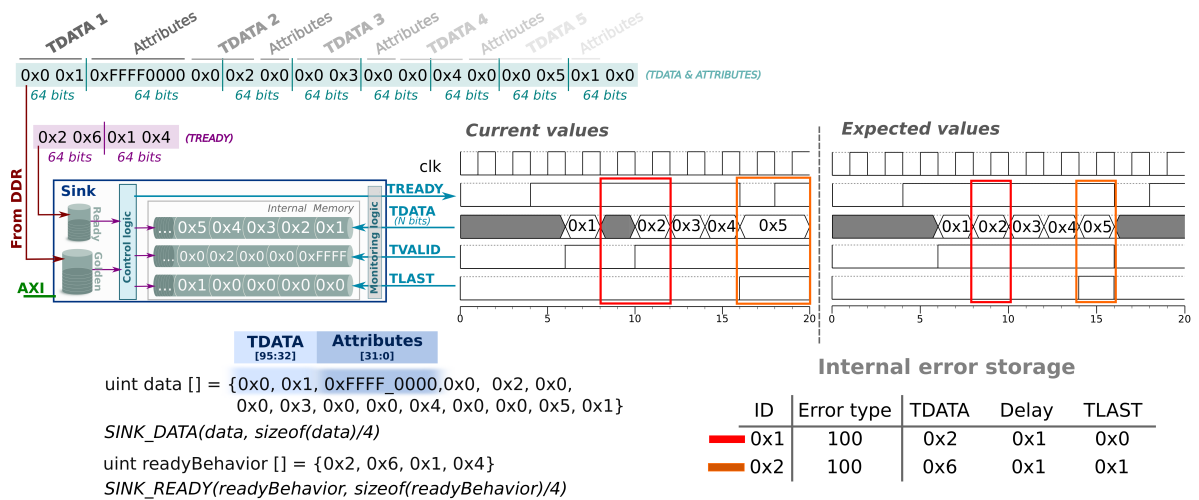 TDATA 1 Attributes TDATA 2 Attributes TDATA 3 Attributes TDATA 4 Attributes TDATA 5 Attributes
0x0 0x1 0xFFFF0000 0x0 0x2 0x0 0x0 0x3 0x0 0x0 0x4 0x0 0x0 0x5 0x1 0x0 (TDATA & ATTRIBUTES)
64 bits 64 bits 64 bits 64 bits 64 bits 64 bits 64 bits 64 bits
0x2 0x6 0x1 0x4 (TREADY)
64 bits 64 bits
From DDR
AXI
Sink
Ready
Golden
Control logic
Internal Memory
... 0x5 0x4 0x3 0x2 0x1
... 0x0 0x2 0x0 0x0 0xFFFF
... 0x1 0x0 0x0 0x0 0x0
Monitoring logic
TREADY
TDATA
(N bits)
TVALID
TLAST
Current values
clk
0x1 0x2 0x3 0x4 0x5
0 5 10 15 20
Expected values
0x1 0x2 0x3 0x4 0x5
0 5 10 15 20
TDATA Attributes
[95:32] [31:0]
uint data [] = {0x0, 0x1, 0xFFFF_0000,0x0, 0x2, 0x0,
0x0, 0x3, 0x0, 0x0, 0x4, 0x0, 0x0, 0x5, 0x1}
SINK_DATA(data, sizeof(data)/4)
uint readyBehavior [] = {0x2, 0x6, 0x1, 0x4}
SINK_READY(readyBehavior, sizeof(readyBehavior)/4)
Internal error storage
ID Error type TDATA Delay TLAST
0x1 100 0x2 0x1 0x0
0x2 100 0x6 0x1 0x1